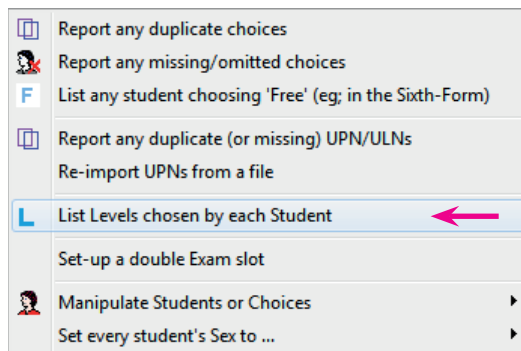 Report any duplicate choices
Report any missing/omitted choices
F List any student choosing 'Free' (eg; in the Sixth-Form)
Report any duplicate (or missing) UPN/ULNs
Re-import UPNs from a file
L List Levels chosen by each Student
Set-up a double Exam slot
Manipulate Students or Choices
Set every student's Sex to ...